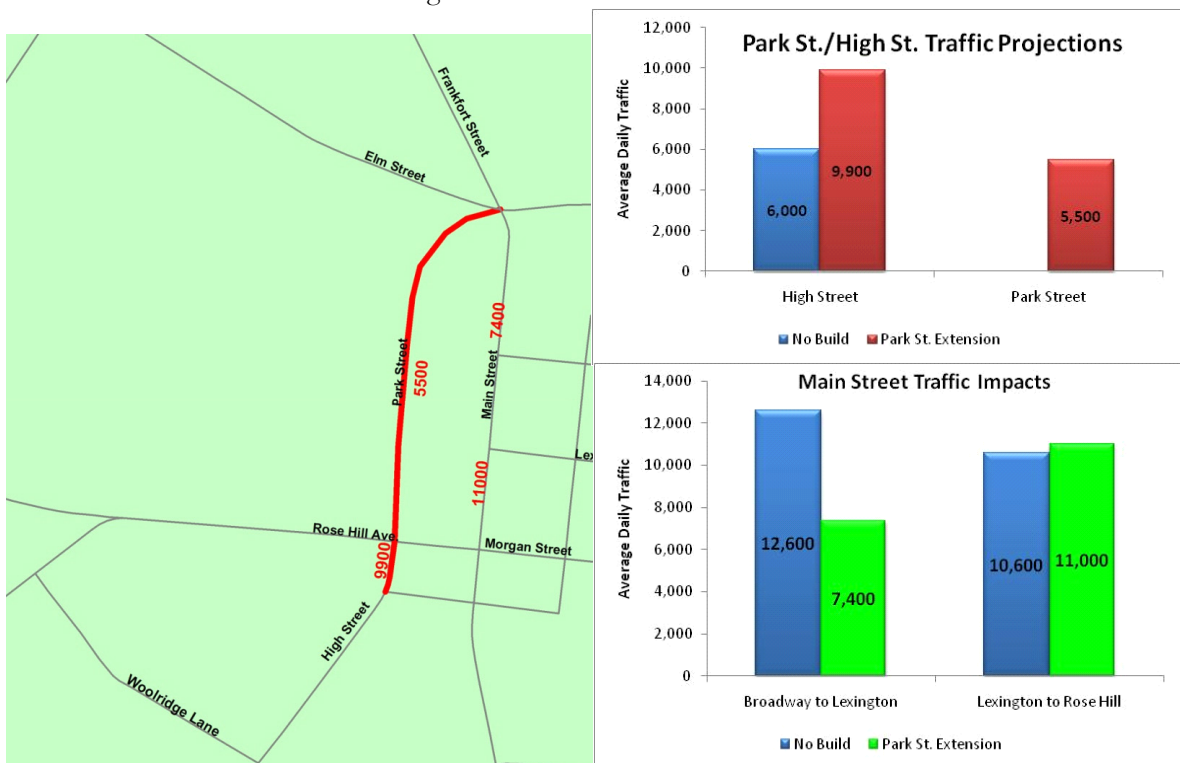 Frankfort Street
Elm Street
7400
Park Street
5500
Main Street
11000
Rose Hill Ave.
Morgan Street
9900
High Street
Woolridge Lane
Park St./High St. Traffic Projections
Average Daily Traffic
12,000
10,000
8,000
6,000
4,000
2,000
0
6,000
9,900
5,500
High Street
Park Street
No Build
Park St. Extension
Main Street Traffic Impacts
Average Daily Traffic
14,000
12,000
10,000
8,000
6,000
4,000
2,000
0
12,600
7,400
10,600
11,000
Broadway to Lexington
Lexington to Rose Hill
No Build
Park St. Extension